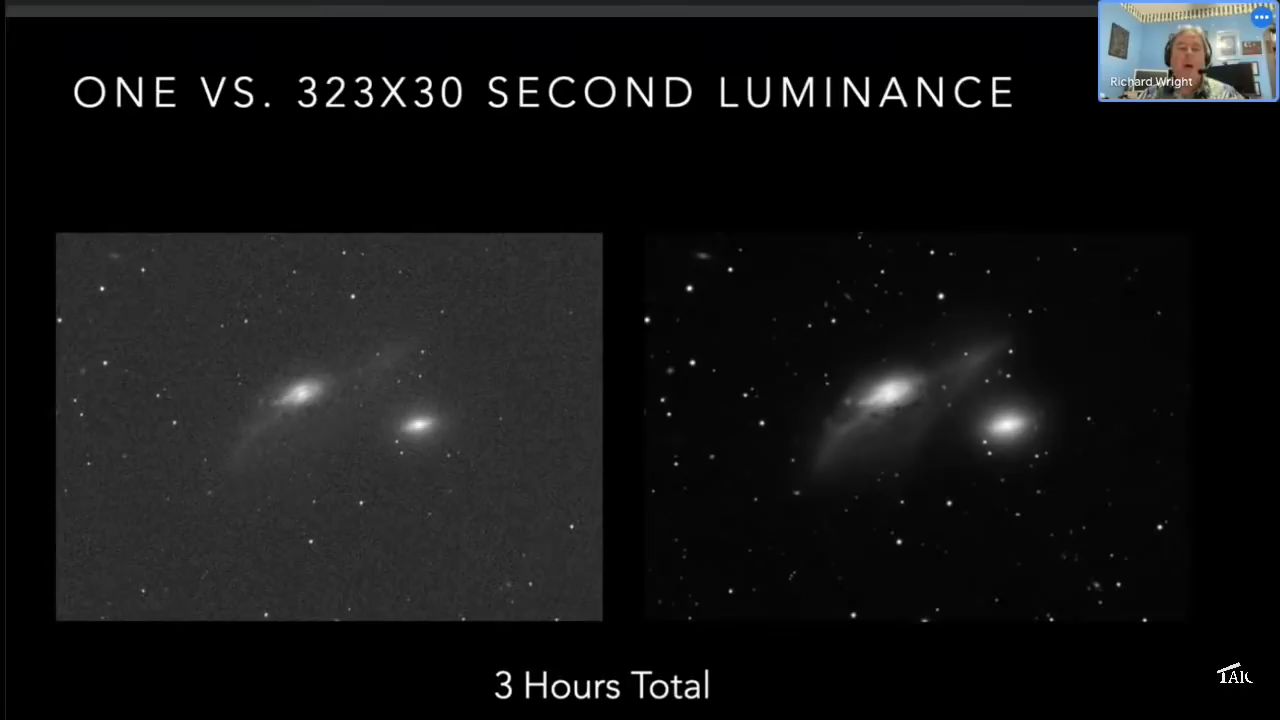 ONE VS. 323X30 SECOND LUMINANCE
Richard Wright
3 Hours Total
TAIC